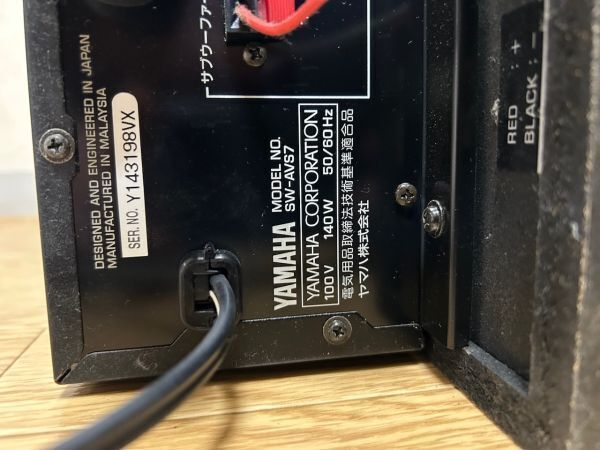 サブウーファー
DESIGNED AND ENGINEERED IN JAPAN
MANUFACTURED IN MALAYSIA
SER. NO. Y143198VX
YAMAHA MODEL NO.
SW-AVS7
YAMAHA CORPORATION
100V 140W 50/60Hz
電気用品取締法技術基準適合品
ヤマハ株式会社
RED : +
BLACK : -